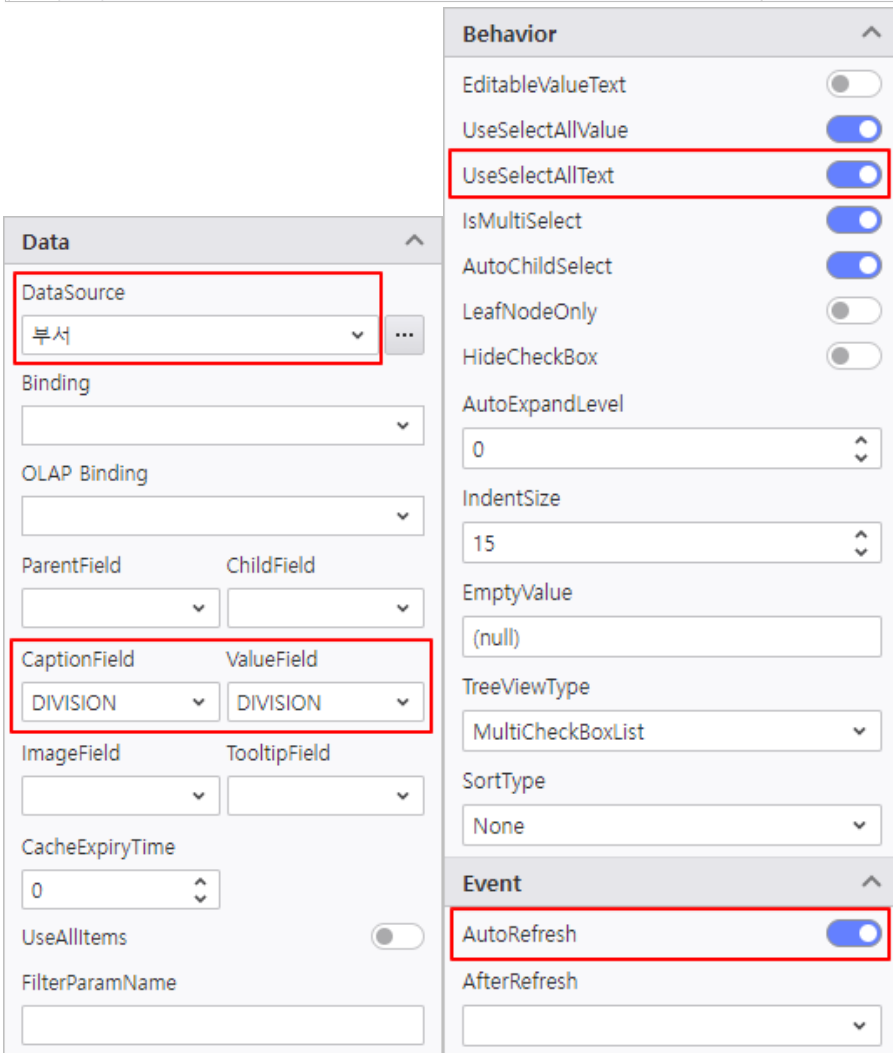 Data
DataSource
부서
...
Binding
OLAP Binding
ParentField ChildField
CaptionField ValueField
DIVISION DIVISION
ImageField TooltipField
CacheExpiryTime
0
UseAllItems
FilterParamName
Behavior
EditableValueText
UseSelectAllValue
UseSelectAllText
IsMultiSelect
AutoChildSelect
LeafNodeOnly
HideCheckBox
AutoExpandLevel
0
IndentSize
15
EmptyValue
(null)
TreeViewType
MultiCheckBoxList
SortType
None
Event
AutoRefresh
AfterRefresh